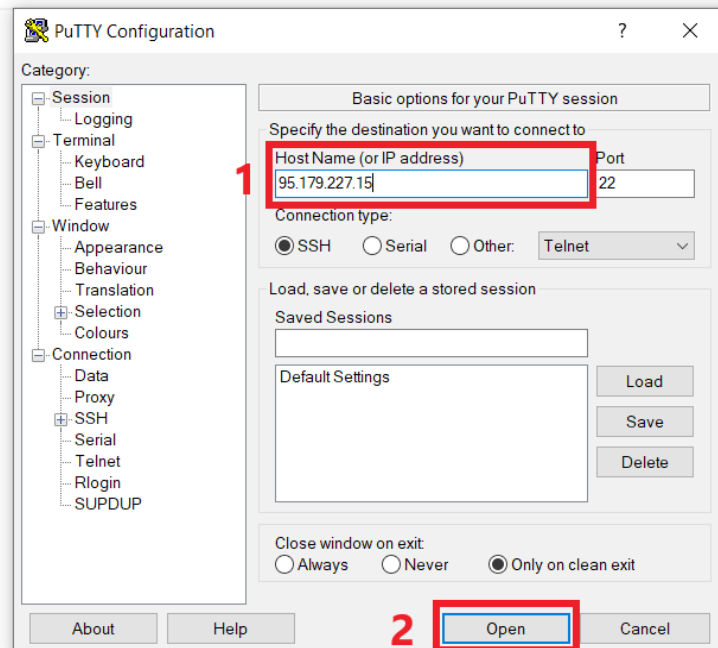 PuTTY Configuration
?
Category:
Session
Logging
Terminal
Keyboard
Bell
Features
Window
Appearance
Behaviour
Translation
Selection
Colours
Connection
Data
Proxy
SSH
Serial
Telnet
Rlogin
SUPDUP
Basic options for your PuTTY session
Specify the destination you want to connect to
1
Host Name (or IP address) Port
95.179.227.15 22
Connection type:
SSH Serial Other: Telnet
Load, save or delete a stored session
Saved Sessions
Default Settings
Load
Save
Delete
Close window on exit:
Always Never Only on clean exit
About Help 2 Open Cancel